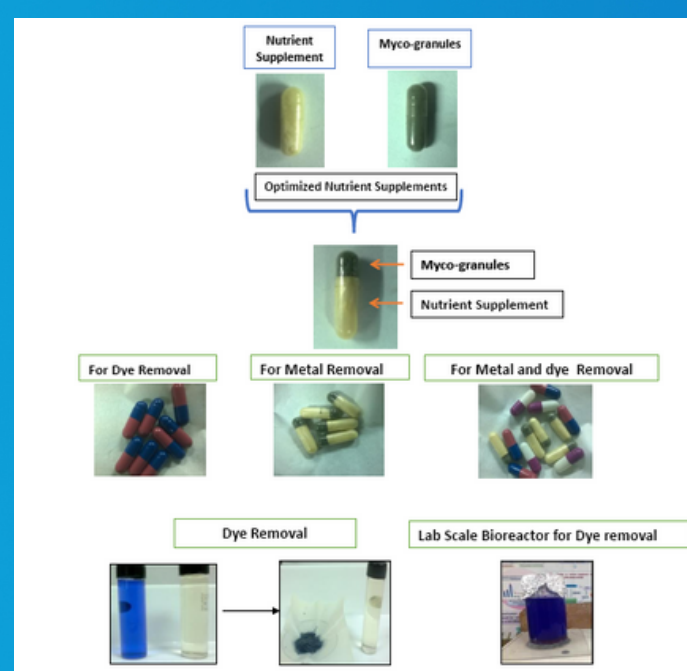 Nutrient
Supplement
Myco-granules
Optimized Nutrient Supplements
Myco-granules
Nutrient Supplement
For Dye Removal
For Metal Removal
For Metal and dye Removal
Dye Removal
Lab Scale Bioreactor for Dye removal